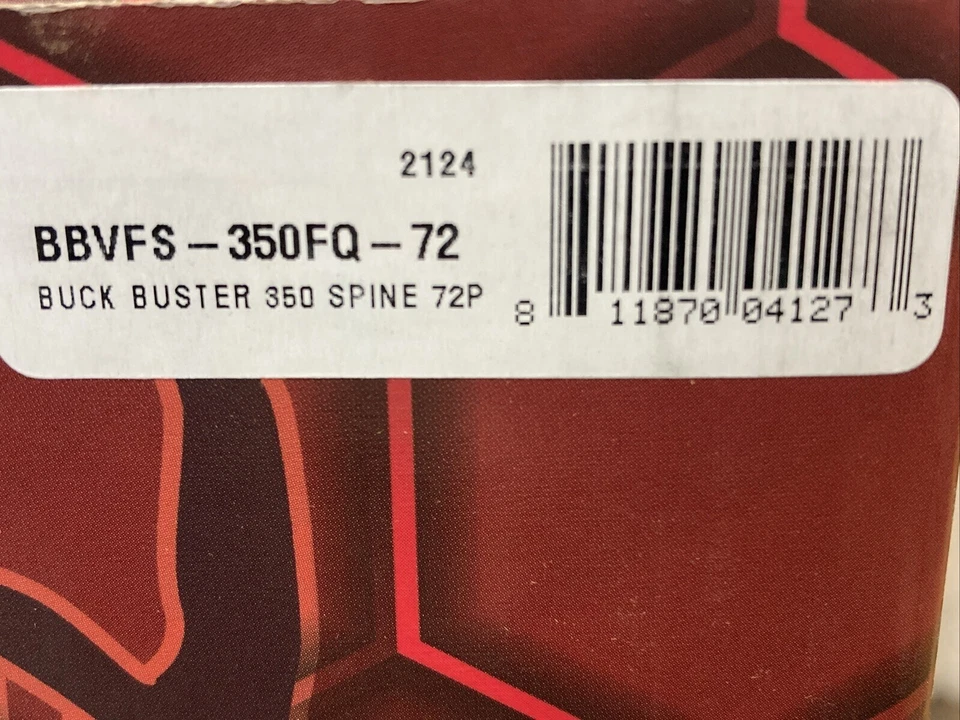 2124
BBVFS-350FQ-72
BUCK BUSTER 350 SPINE 72P
8 11870 04127 3